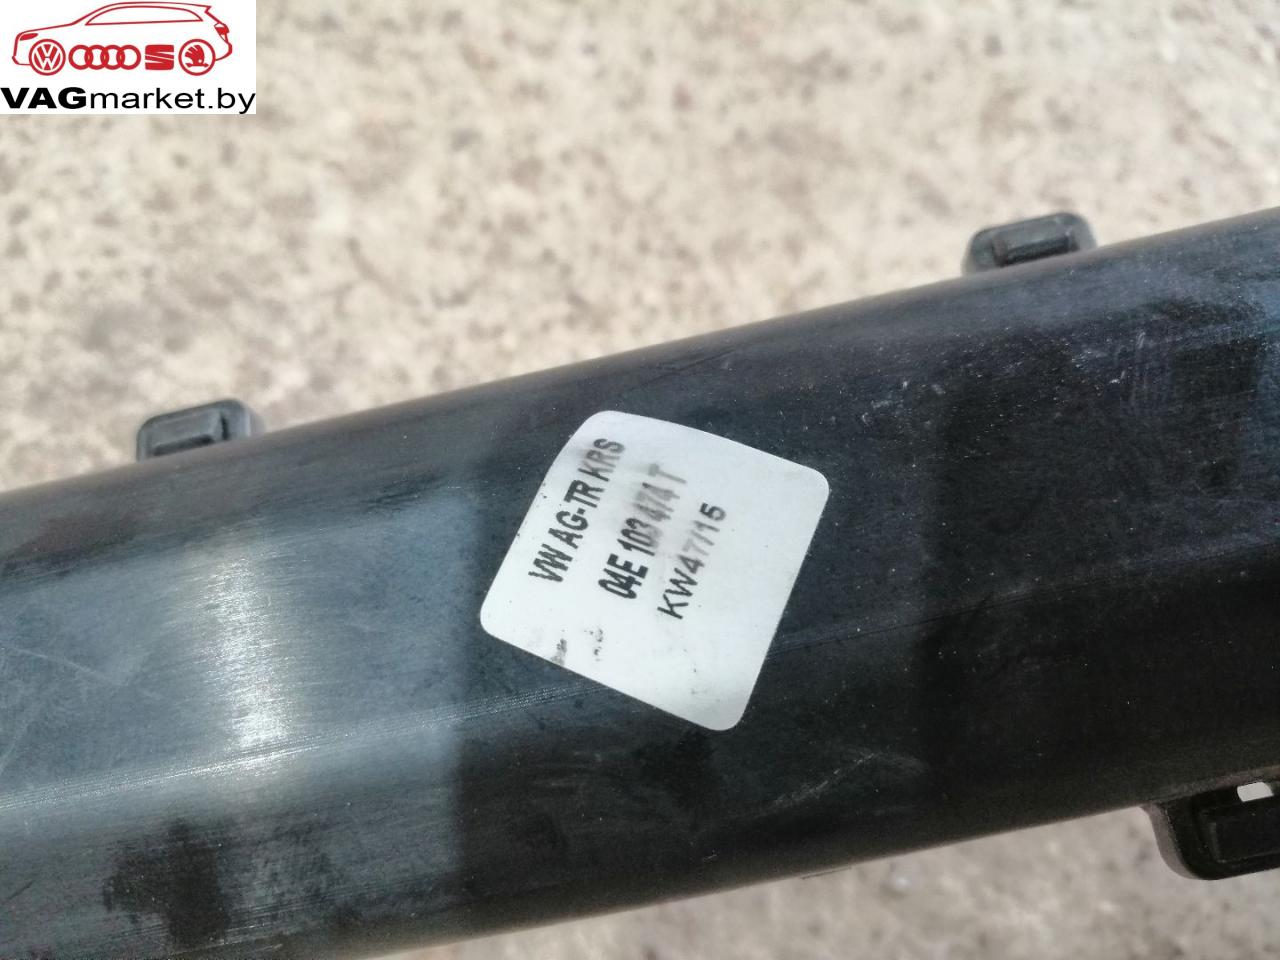 VAGmarket.by
VW AG-TR KRS
04E 103 474 T
KW47/15